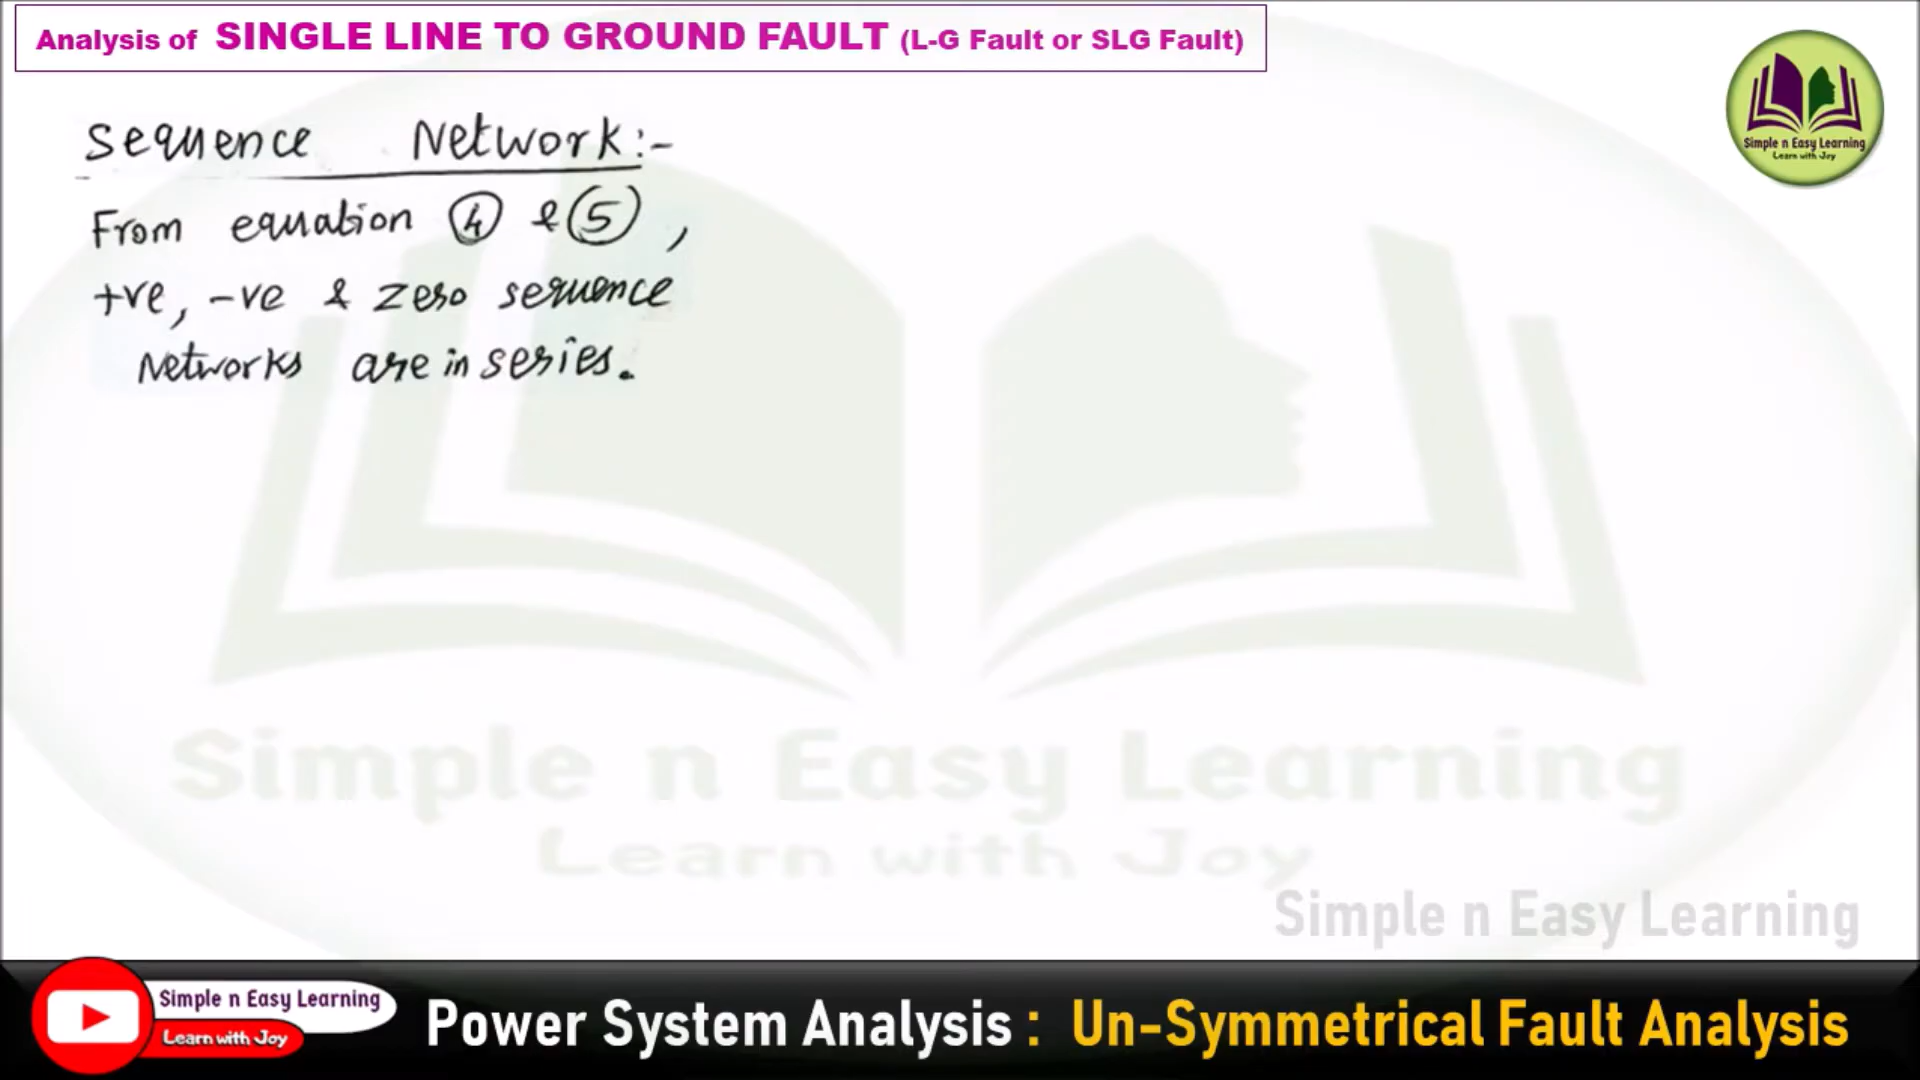 Analysis of SINGLE LINE TO GROUND FAULT (L-G Fault or SLG Fault)
Simple n Easy Learning
Learn with Joy
Sequence Network:-
From equation ④ & ⑤,
+ve, -ve & zero sequence
Networks are in series.
Simple n Easy Learning
Learn with Joy
Simple n Easy Learning
Simple n Easy Learning
Learn with Joy
Power System Analysis : Un-Symmetrical Fault Analysis